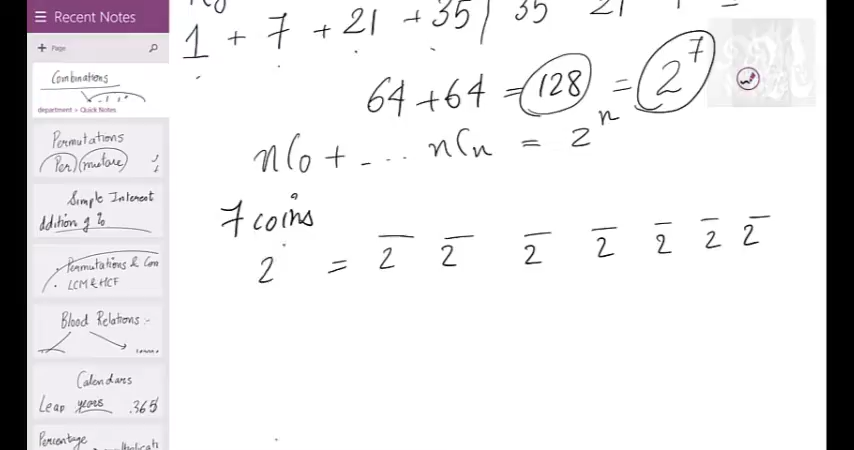 Recent Notes
+ Page
Combinations
department » Quick Notes
Permutations
(Per) (mutare)
Simple Interest
ddition of %
Permutations & Com
LCM & HCF
Blood Relations :-
Calendars
Leap years .365
Percentage
1 + 7 + 21 + 35 / 35 21
64 + 64 = 128 = 2^7
nC0 + - ... nCn = 2^n
7 coins
2 = 2 2 2 2 2 2 2